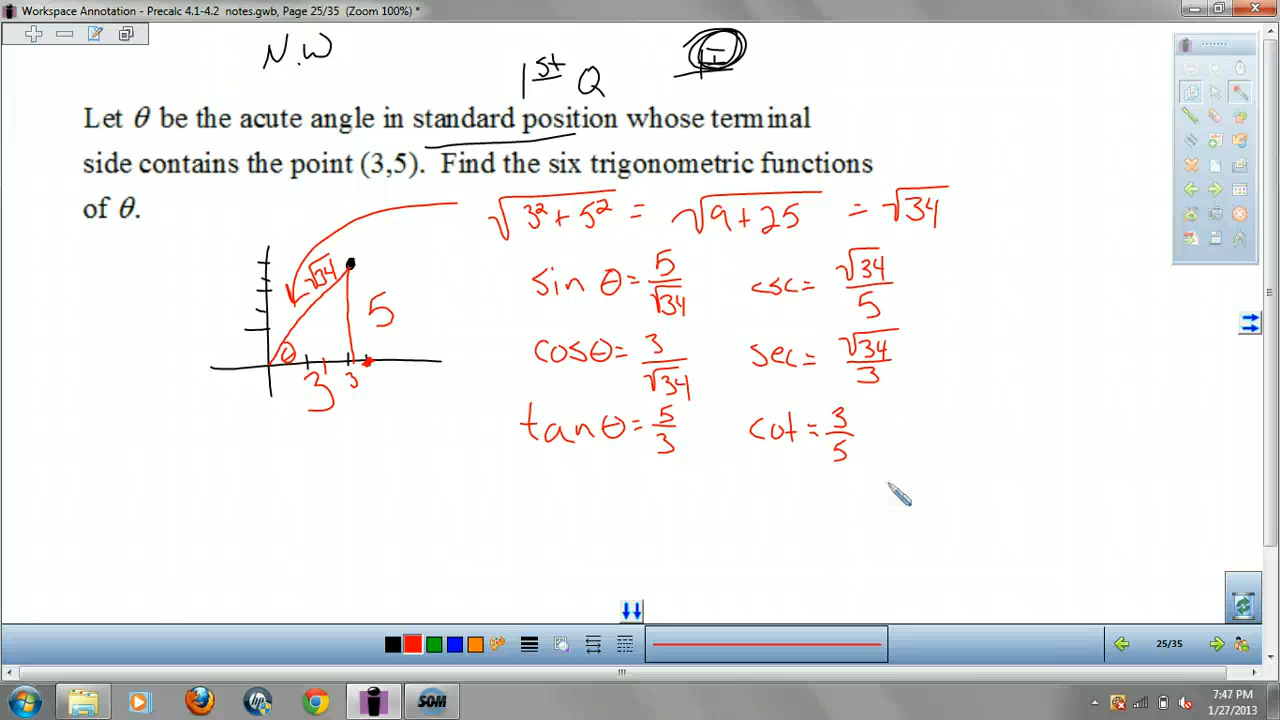 Workspace Annotation - Precalc 4.1-4.2 notes.gwb, Page 25/35 (Zoom 100%) *
N.W
1st Q
Let θ be the acute angle in standard position whose terminal
side contains the point (3,5). Find the six trigonometric functions
of θ.
√3²+5² = √9+25 = √34
√34
5
θ
3
3
sin θ = 5/√34 csc = √34/5
cosθ = 3/√34 sec = √34/3
tanθ = 5/3 cot = 3/5
25/35
SOM
7:47 PM
1/27/2013